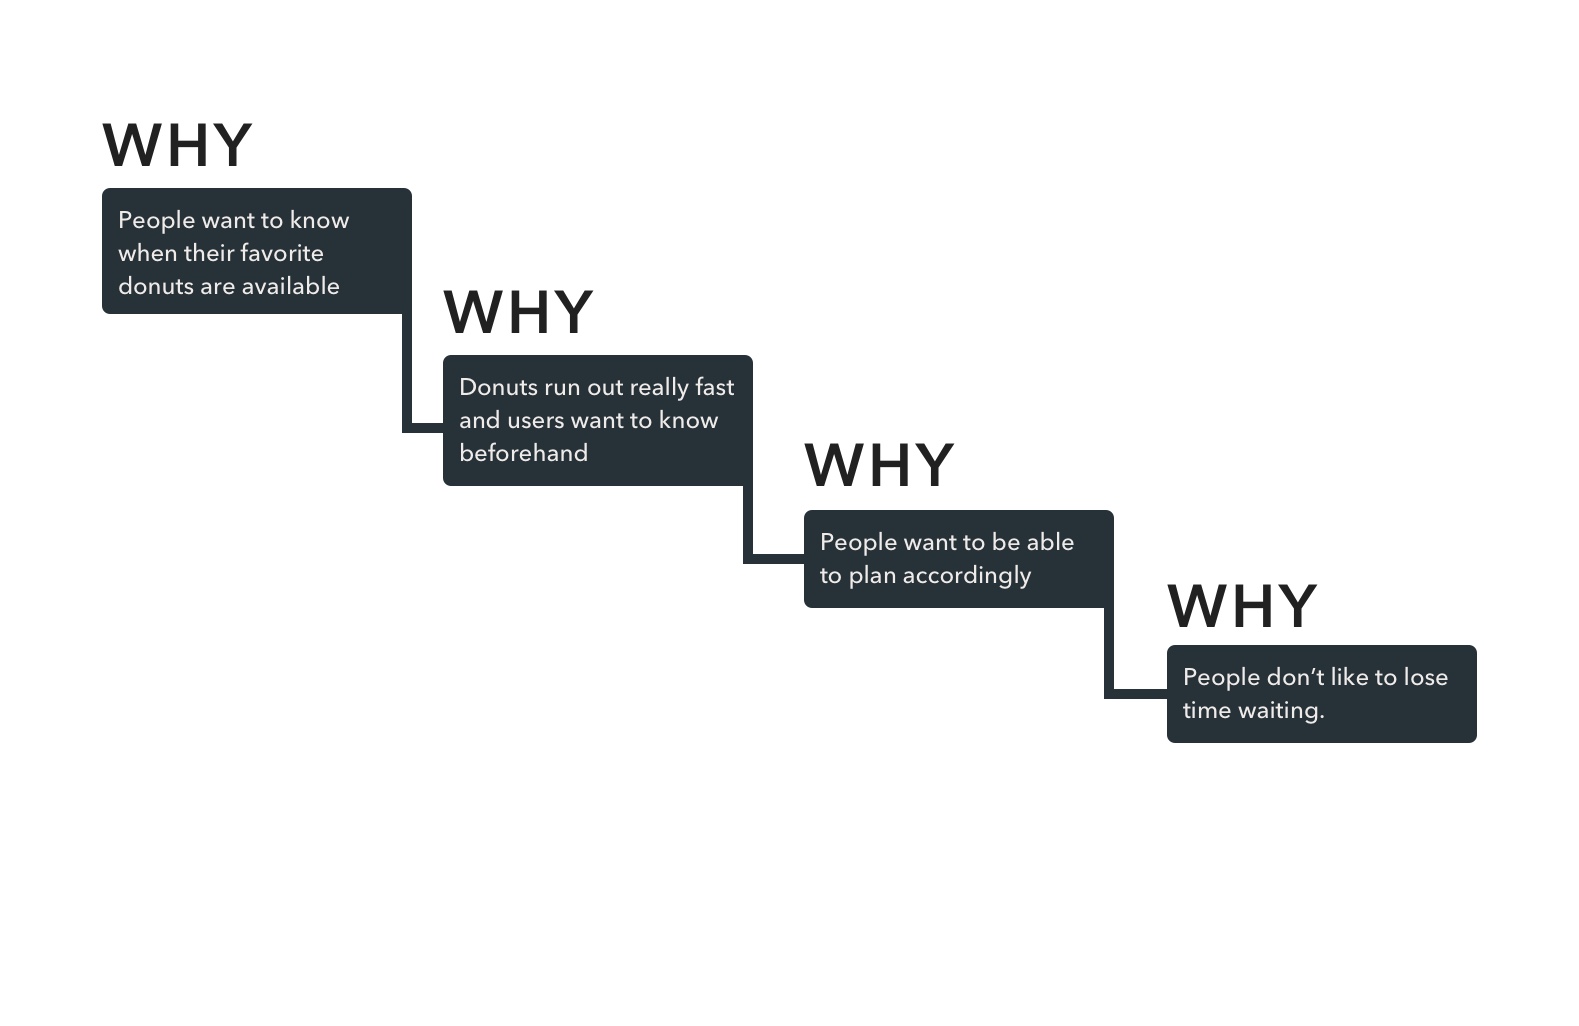 WHY
People want to know
when their favorite
donuts are available
WHY
Donuts run out really fast
and users want to know
beforehand
WHY
People want to be able
to plan accordingly
WHY
People don’t like to lose
time waiting.